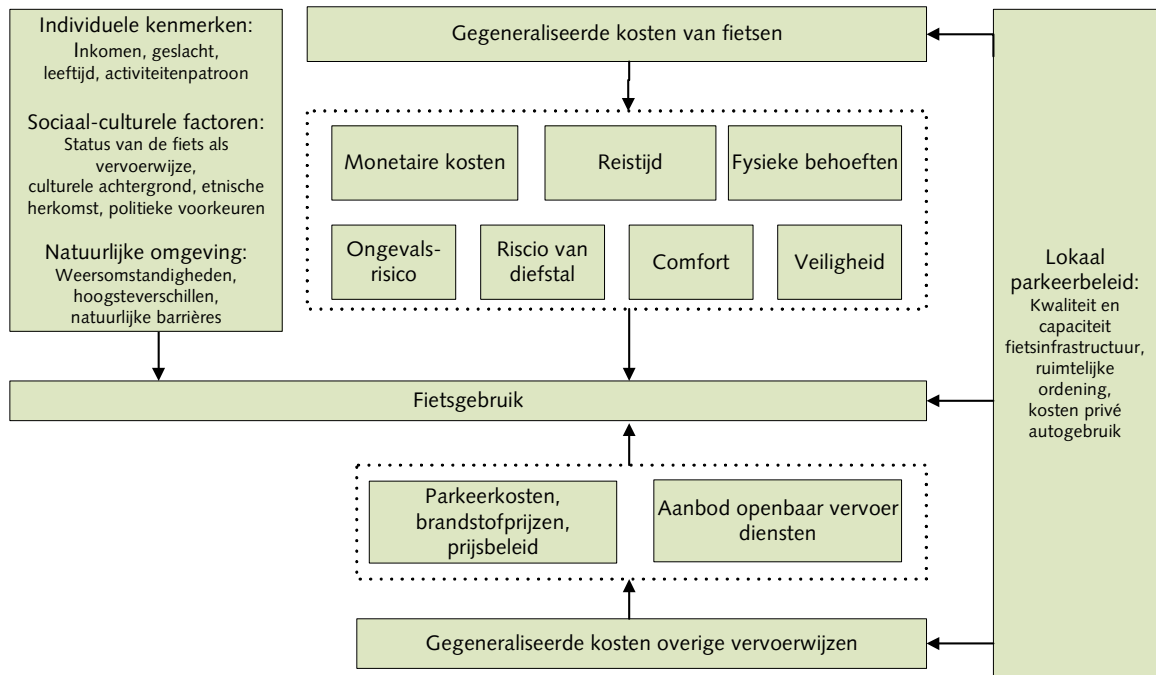 Individuele kenmerken:
Inkomen, geslacht,
leeftijd, activiteitenpatroon
Sociaal-culturele factoren:
Status van de fiets als
vervoerwijze,
culturele achtergrond, etnische
herkomst, politieke voorkeuren
Natuurlijke omgeving:
Weersomstandigheden,
hoogsteverschillen,
natuurlijke barrières
Gegeneraliseerde kosten van fietsen
Monetaire kosten
Reistijd
Fysieke behoeften
Ongevals-
risico
Riscio van
diefstal
Comfort
Veiligheid
Fietsgebruik
Parkeerkosten,
brandstofprijzen,
prijsbeleid
Aanbod openbaar vervoer
diensten
Gegeneraliseerde kosten overige vervoerwijzen
Lokaal
parkeerbeleid:
Kwaliteit en
capaciteit
fietsinfrastructuur,
ruimtelijke
ordening,
kosten privé
autogebruik